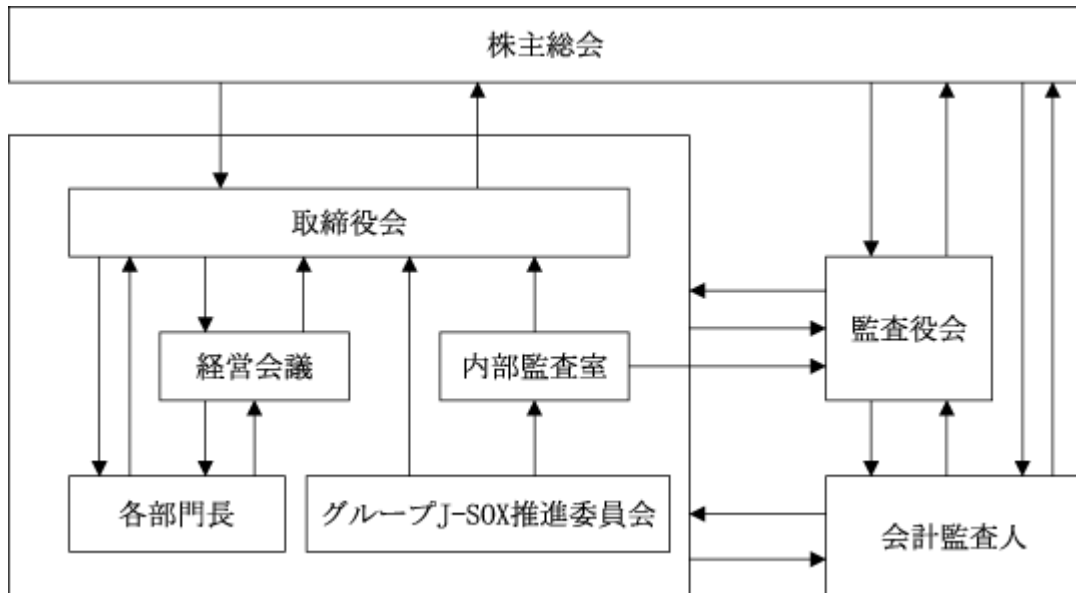 株主総会
取締役会
監査役会
経営会議
内部監査室
各部門長
グループJ-SOX推進委員会
会計監査人